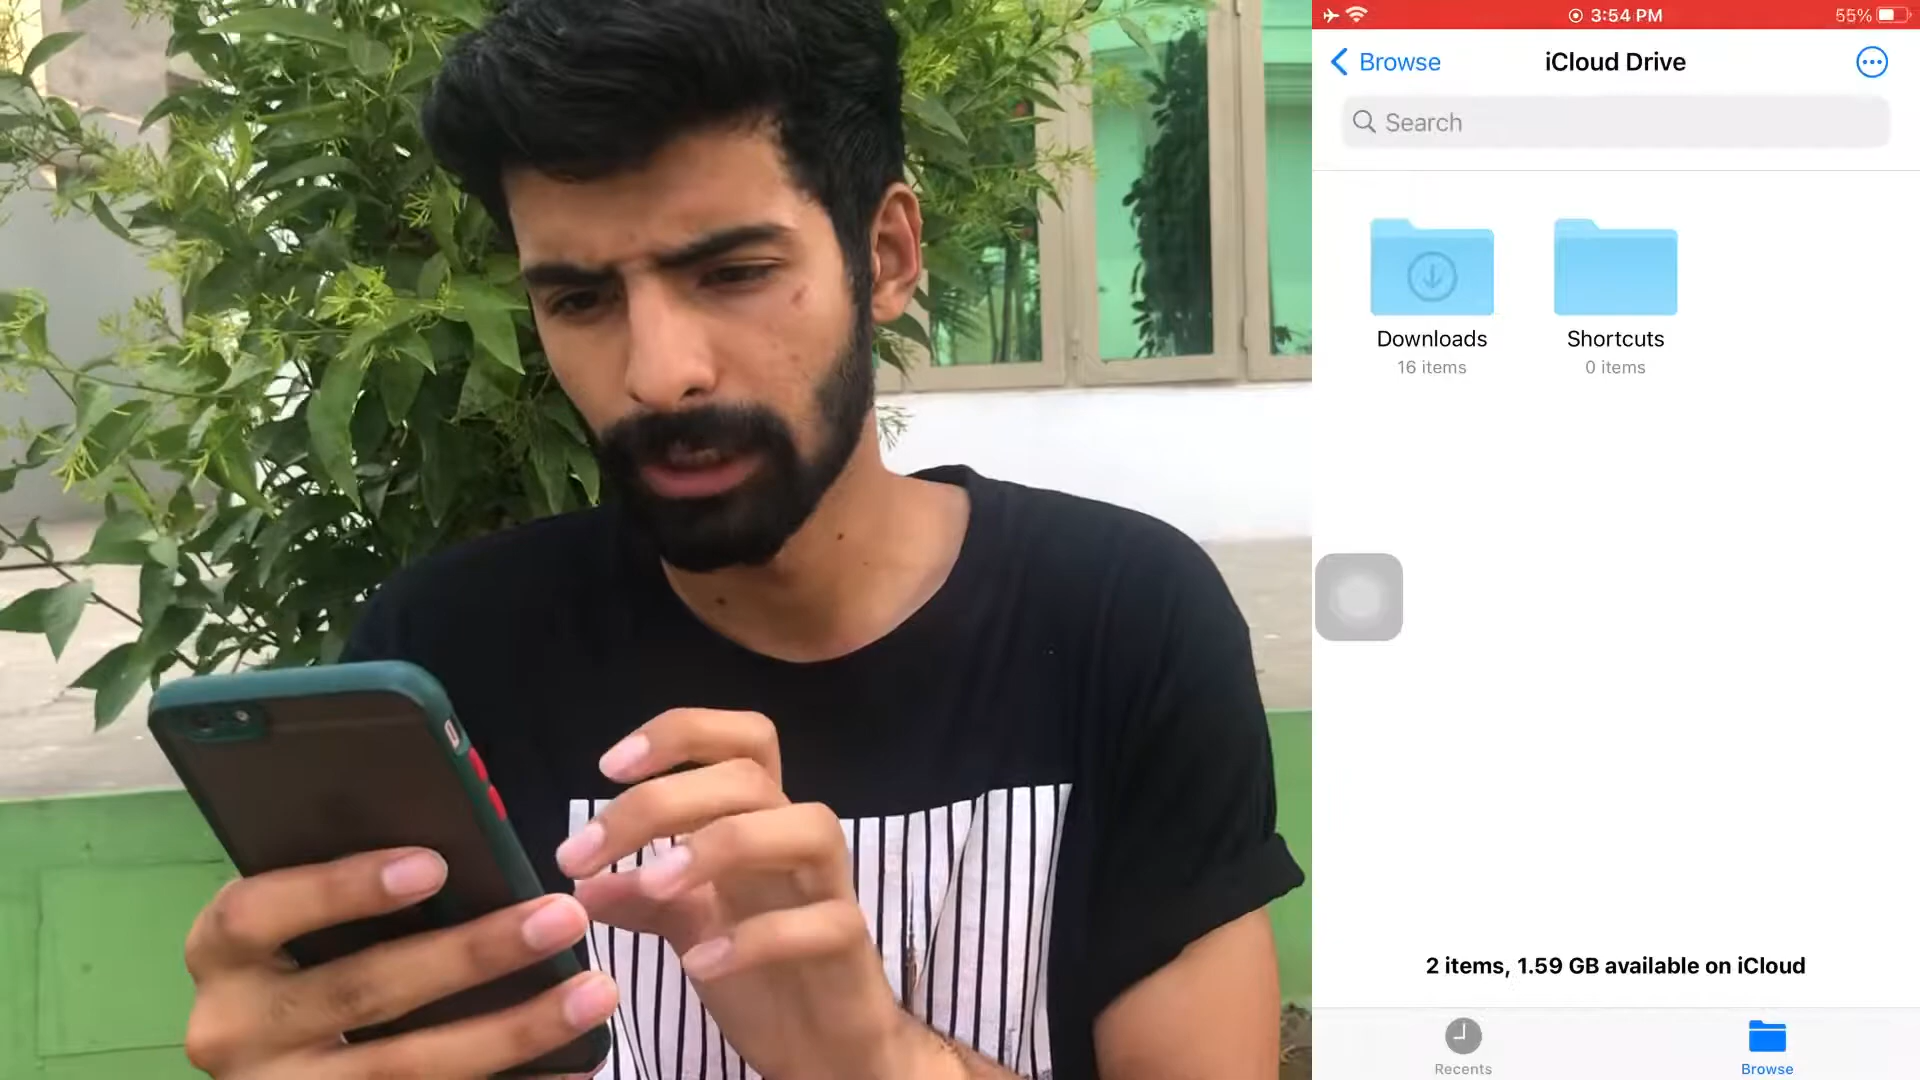 3:54 PM
55%
Browse
iCloud Drive
Search
Downloads
Shortcuts
16 items
0 items
2 items, 1.59 GB available on iCloud
Recents
Browse